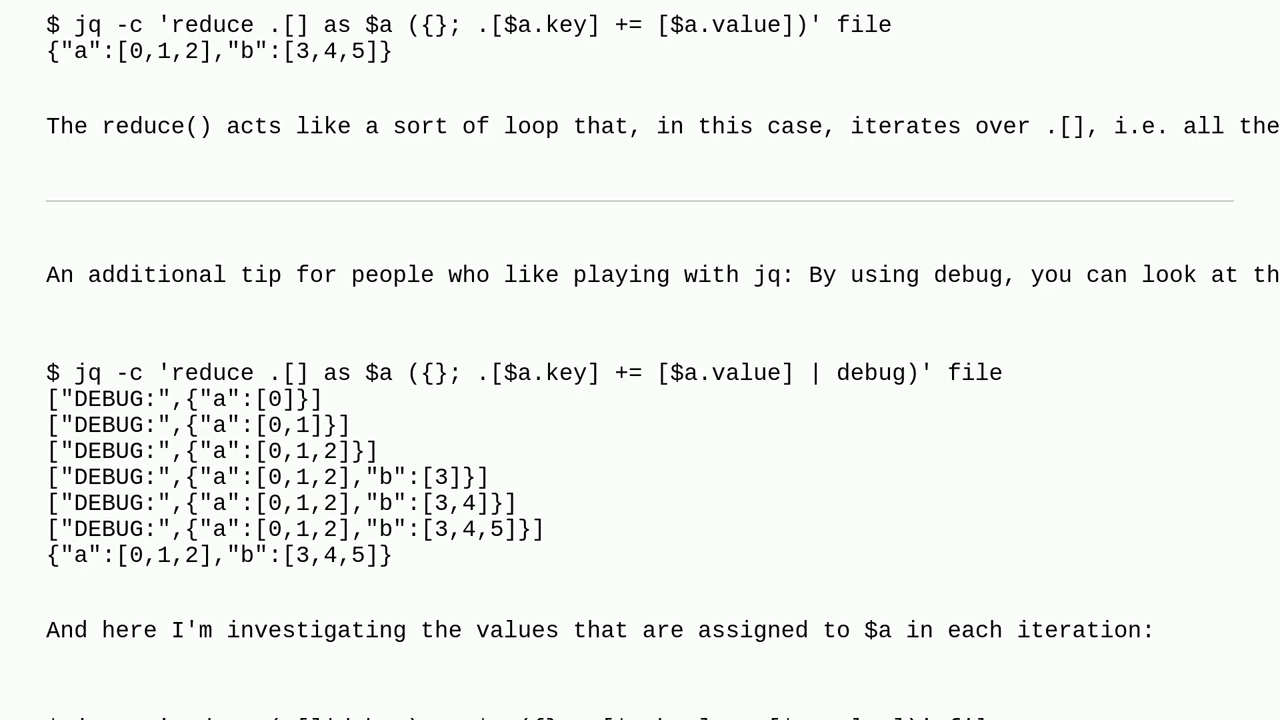 $ jq -c 'reduce .[] as $a ({}; .[$a.key] += [$a.value])' file
{"a":[0,1,2],"b":[3,4,5]}
The reduce() acts like a sort of loop that, in this case, iterates over .[], i.e. all the
An additional tip for people who like playing with jq: By using debug, you can look at th
$ jq -c 'reduce .[] as $a ({}; .[$a.key] += [$a.value] | debug)' file
["DEBUG:",{"a":[0]}]
["DEBUG:",{"a":[0,1]}]
["DEBUG:",{"a":[0,1,2]}]
["DEBUG:",{"a":[0,1,2],"b":[3]}]
["DEBUG:",{"a":[0,1,2],"b":[3,4]}]
["DEBUG:",{"a":[0,1,2],"b":[3,4,5]}]
{"a":[0,1,2],"b":[3,4,5]}
And here I'm investigating the values that are assigned to $a in each iteration: